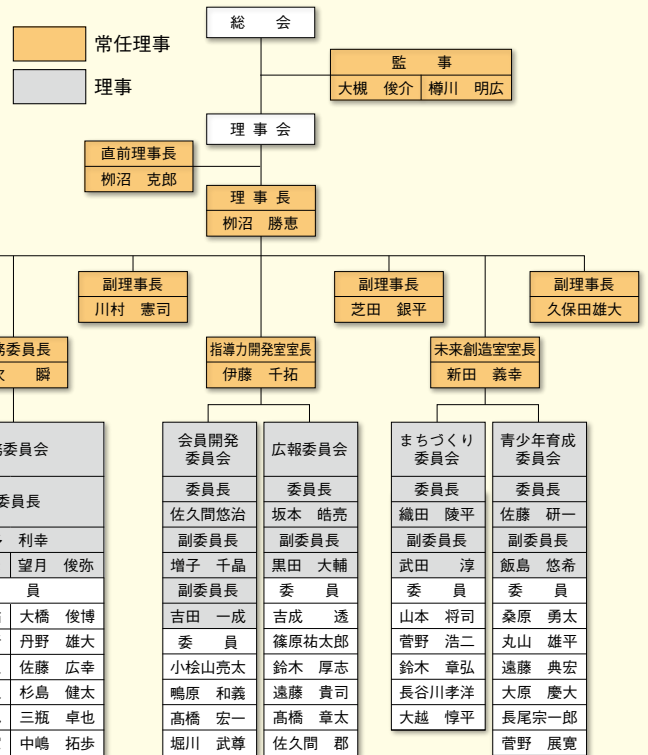 総　会
常任理事
理事
監　事
大槻　俊介　樽川　明広
理 事 会
直前理事長
栁沼　克郎
理 事 長
栁沼　勝恵
副理事長
川村　憲司
副理事長
芝田　銀平
副理事長
久保田雄大
務委員長
瞬
指導力開発室室長
伊藤　千拓
未来創造室室長
新田　義幸
委員会
委員長
利幸
望月　俊弥
員
大橋　俊博
丹野　雄大
佐藤　広幸
杉島　健太
三瓶　卓也
中嶋　拓歩
会員開発
委員会
委員長
佐久間悠治
副委員長
増子　千晶
副委員長
吉田　一成
委　員
小桧山亮太
鴫原　和義
髙橋　宏一
堀川　武尊
広報委員会
委員長
坂本　皓亮
副委員長
黒田　大輔
委　員
吉成　透
篠原祐太郎
鈴木　厚志
遠藤　貴司
髙橋　章太
佐久間　郡
まちづくり
委員会
委員長
織田　陵平
副委員長
武田　淳
委　員
山本　将司
菅野　浩二
鈴木　章弘
長谷川孝洋
大越　惇平
青少年育成
委員会
委員長
佐藤　研一
副委員長
飯島　悠希
委　員
桑原　勇太
丸山　雄平
遠藤　典宏
大原　慶大
長尾宗一郎
菅野　展寛